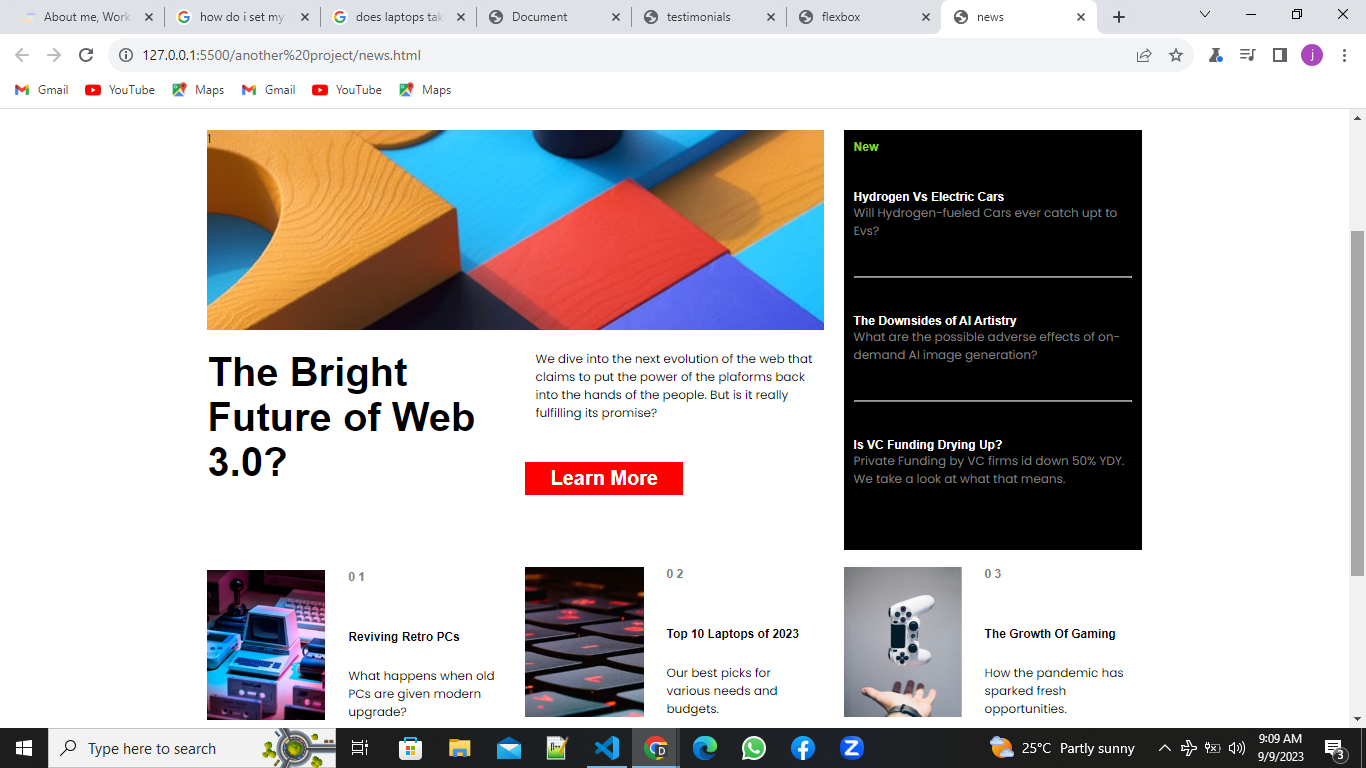 About me, Work
how do i set my
does laptops tak
Document
testimonials
flexbox
news
127.0.0.1:5500/another%20project/news.html
j
Gmail
YouTube
Maps
Gmail
YouTube
Maps
1
The Bright
Future of Web
3.0?
We dive into the next evolution of the web that
claims to put the power of the plaforms back
into the hands of the people. But is it really
fulfilling its promise?
Learn More
New
Hydrogen Vs Electric Cars
Will Hydrogen-fueled Cars ever catch upt to
Evs?
The Downsides of AI Artistry
What are the possible adverse effects of on-
demand AI image generation?
Is VC Funding Drying Up?
Private Funding by VC firms id down 50% YDY.
We take a look at what that means.
0 1
Reviving Retro PCs
What happens when old
PCs are given modern
upgrade?
0 2
Top 10 Laptops of 2023
Our best picks for
various needs and
budgets.
0 3
The Growth Of Gaming
How the pandemic has
sparked fresh
opportunities.
Type here to search
25°C Partly sunny
9:09 AM
9/9/2023
3